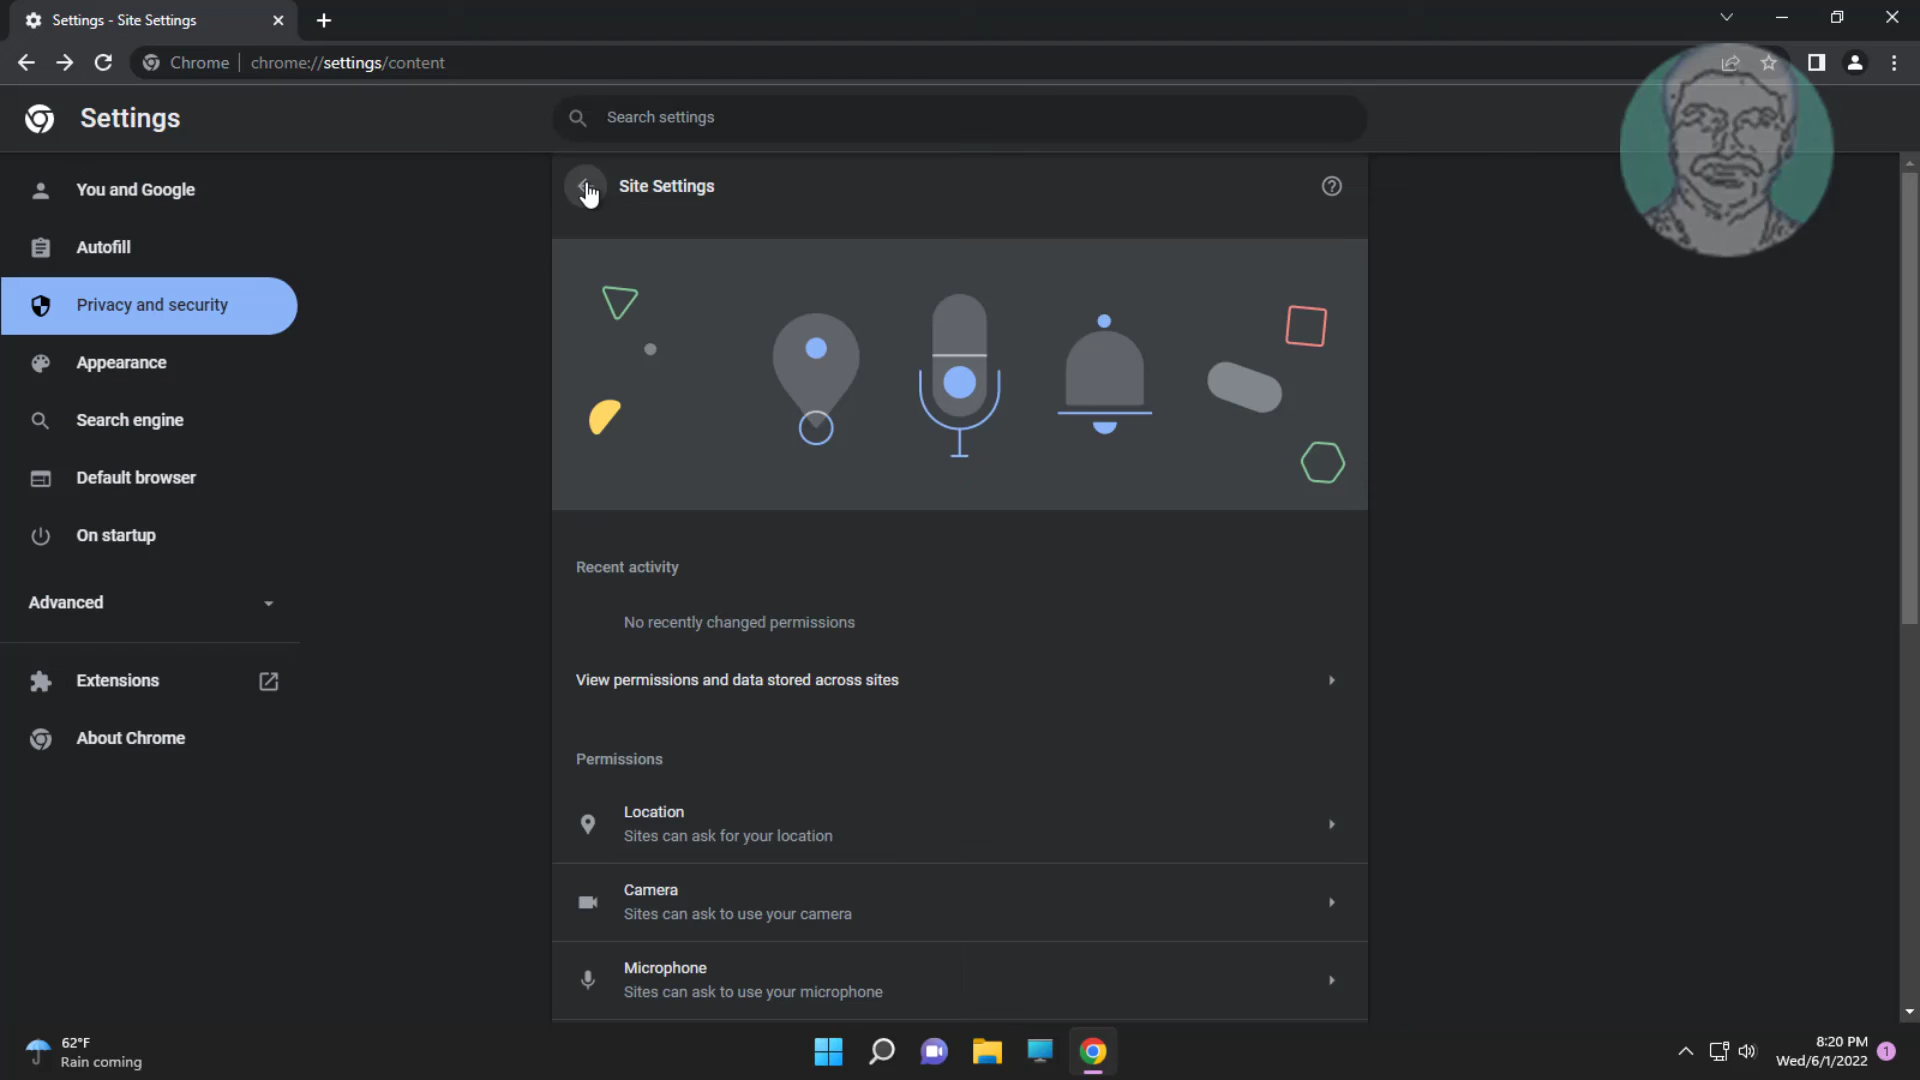 Settings - Site Settings
Chrome
chrome://settings/content
Settings
Search settings
You and Google
Autofill
Privacy and security
Appearance
Search engine
Default browser
On startup
Advanced
Extensions
About Chrome
Site Settings
Recent activity
No recently changed permissions
View permissions and data stored across sites
Permissions
Location
Sites can ask for your location
Camera
Sites can ask to use your camera
Microphone
Sites can ask to use your microphone
62°F
Rain coming
8:20 PM
Wed/6/1/2022
1